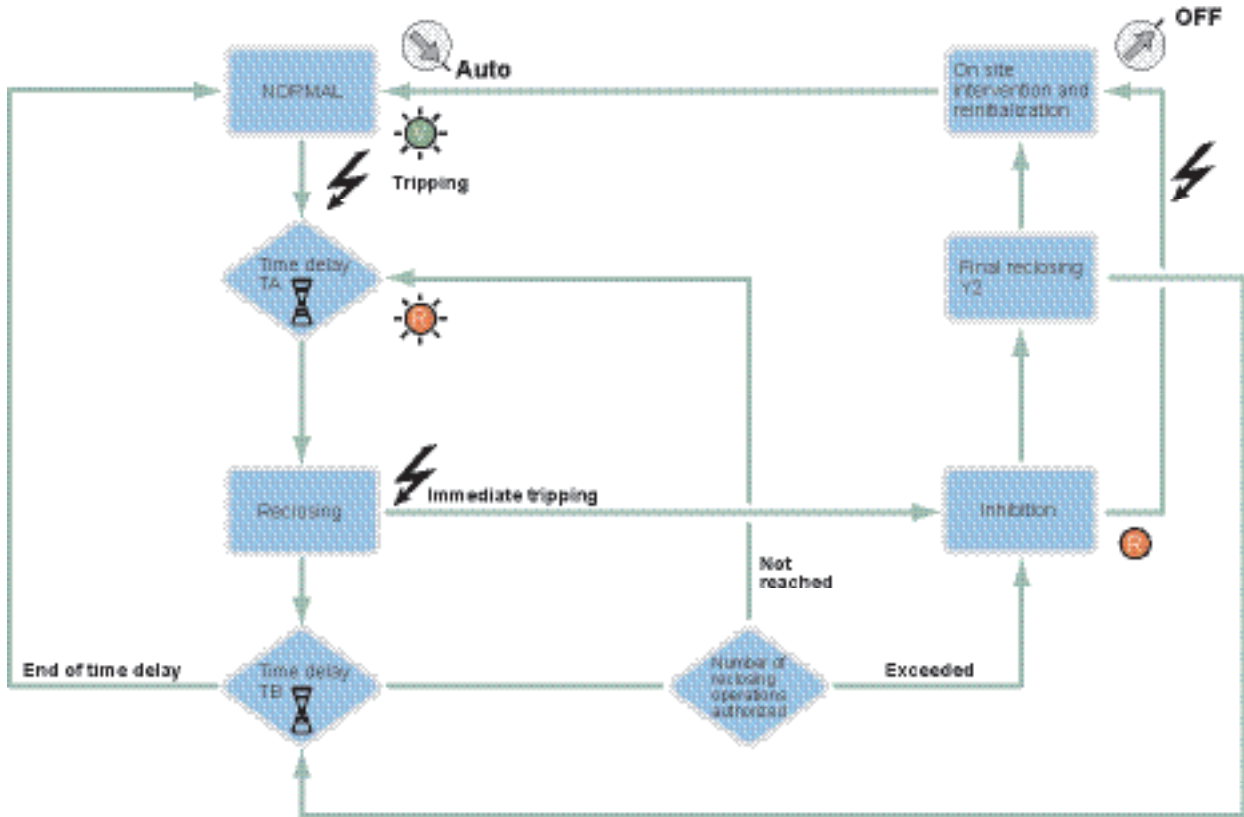 OFF
Auto
NORMAL
On site
intervention and
reinitialization
V
Tripping
Time delay
TA
R
Final reclosing
Y2
Immediate tripping
Reclosing
Inhibition
R
Not
reached
End of time delay
Time delay
TB
Number of
reclosing
operations
authorized
Exceeded